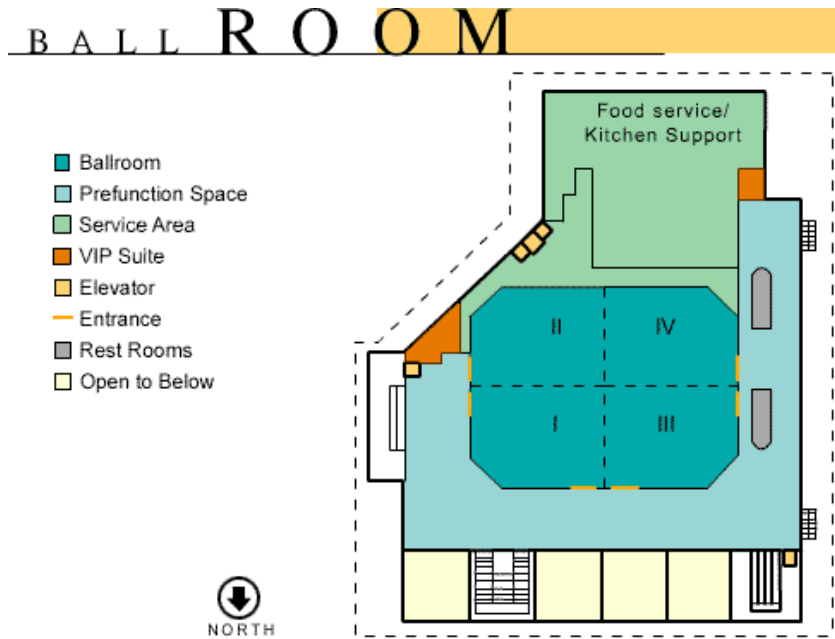 BALL ROOM
Food service/
Kitchen Support
Ballroom
Prefunction Space
Service Area
VIP Suite
Elevator
Entrance
Rest Rooms
Open to Below
II
IV
I
III
NORTH